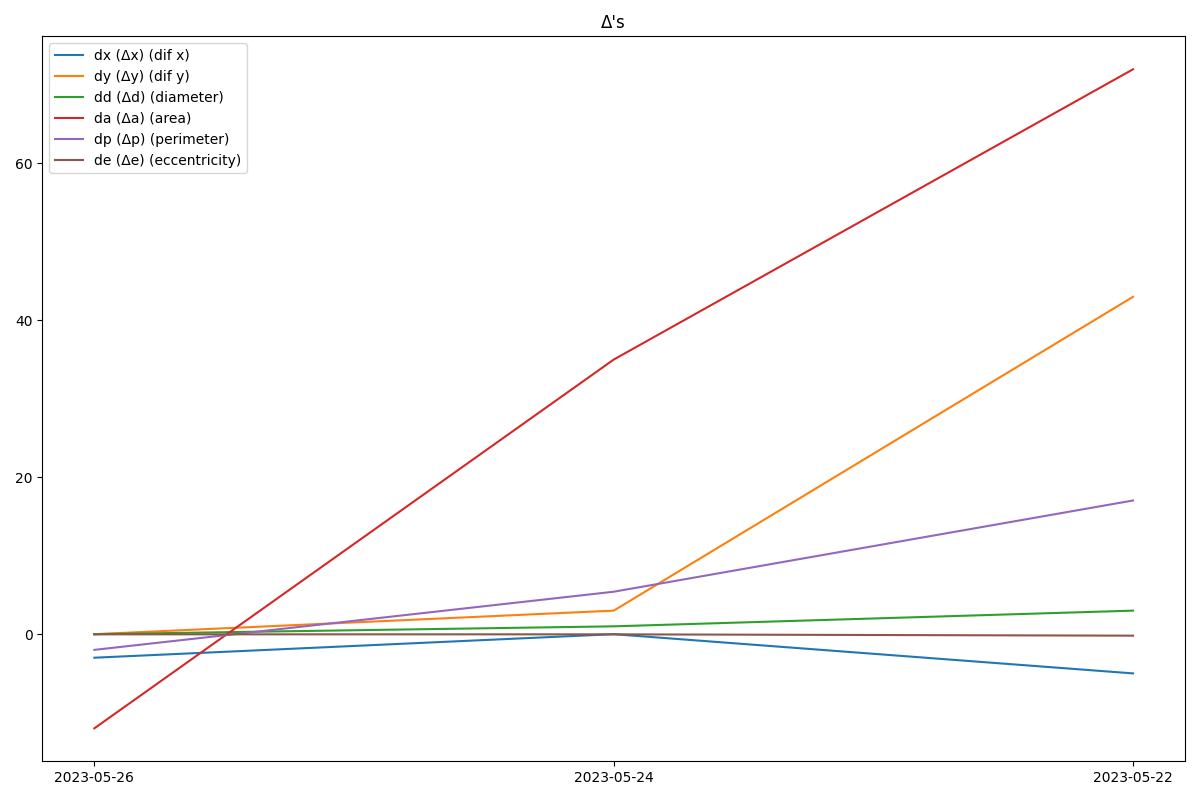 Δ's
dx (Δx) (dif x)
dy (Δy) (dif y)
dd (Δd) (diameter)
da (Δa) (area)
dp (Δp) (perimeter)
de (Δe) (eccentricity)
60
40
20
0
2023-05-26 2023-05-24 2023-05-22